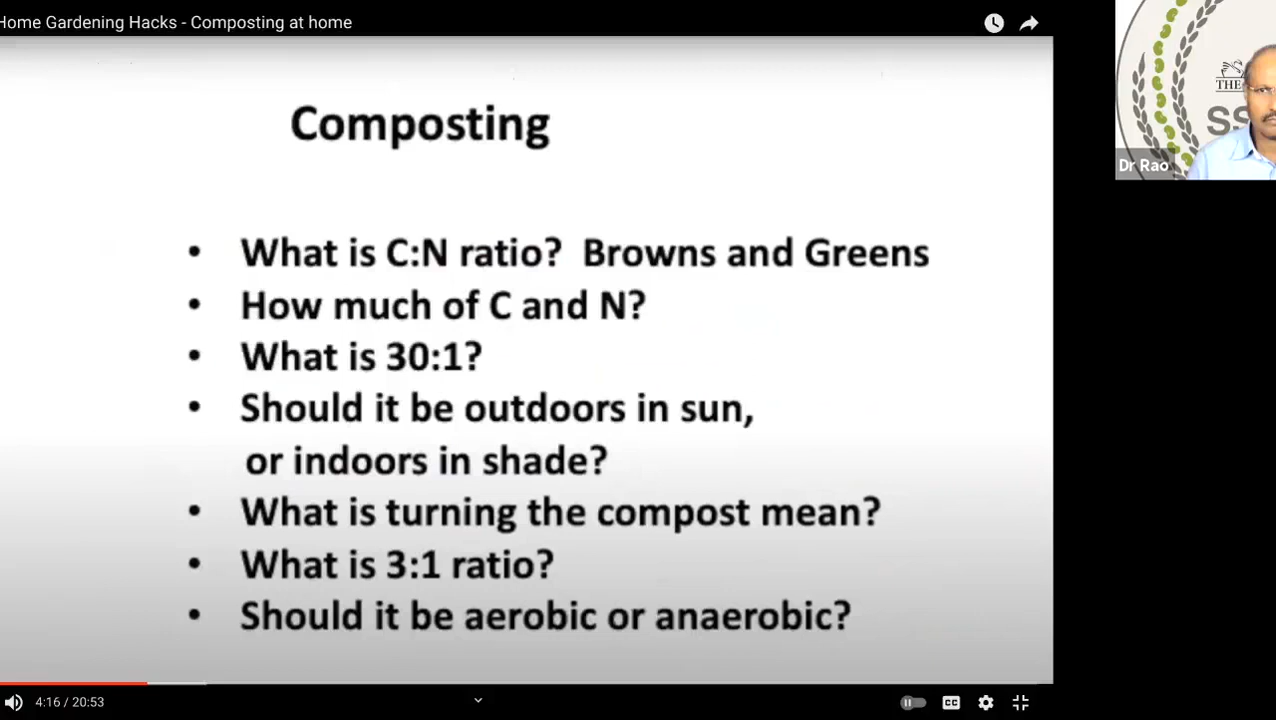 Home Gardening Hacks - Composting at home
THE
Dr Rao
Composting
• What is C:N ratio? Browns and Greens
• How much of C and N?
• What is 30:1?
• Should it be outdoors in sun,
or indoors in shade?
• What is turning the compost mean?
• What is 3:1 ratio?
• Should it be aerobic or anaerobic?
4:16 / 20:53
CC